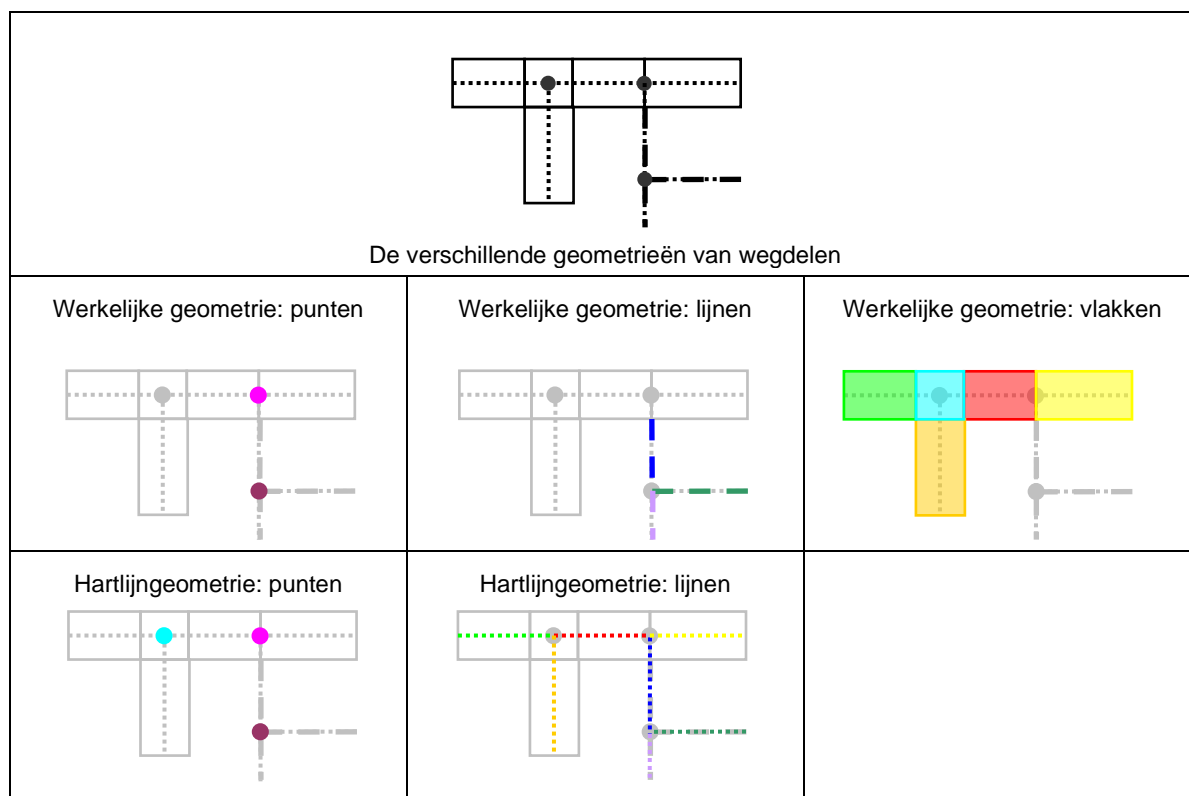 De verschillende geometrieën van wegdelen
Werkelijke geometrie: punten
Werkelijke geometrie: lijnen
Werkelijke geometrie: vlakken
Hartlijngeometrie: punten
Hartlijngeometrie: lijnen